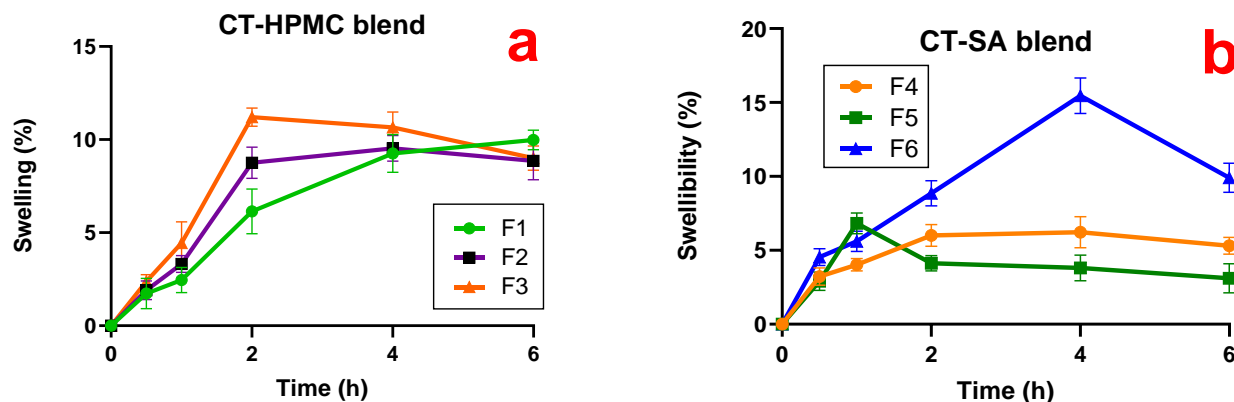 CT-HPMC blend
a
15
10
5
0
Swelling (%)
F1
F2
F3
0 2 4 6
Time (h)
CT-SA blend
b
20
15
10
5
0
Swellibility (%)
F4
F5
F6
0 2 4 6
Time (h)